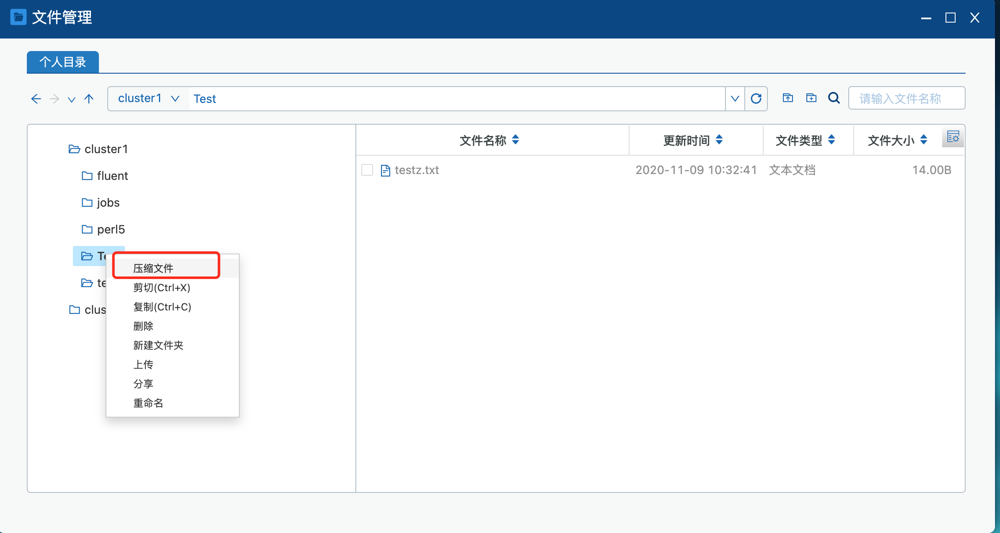 文件管理
个人目录
cluster1 Test 请输入文件名称
cluster1
fluent
jobs
perl5
压缩文件
剪切(Ctrl+X)
复制(Ctrl+C)
删除
新建文件夹
上传
分享
重命名
文件名称 更新时间 文件类型 文件大小
testz.txt 2020-11-09 10:32:41 文本文档 14.00B